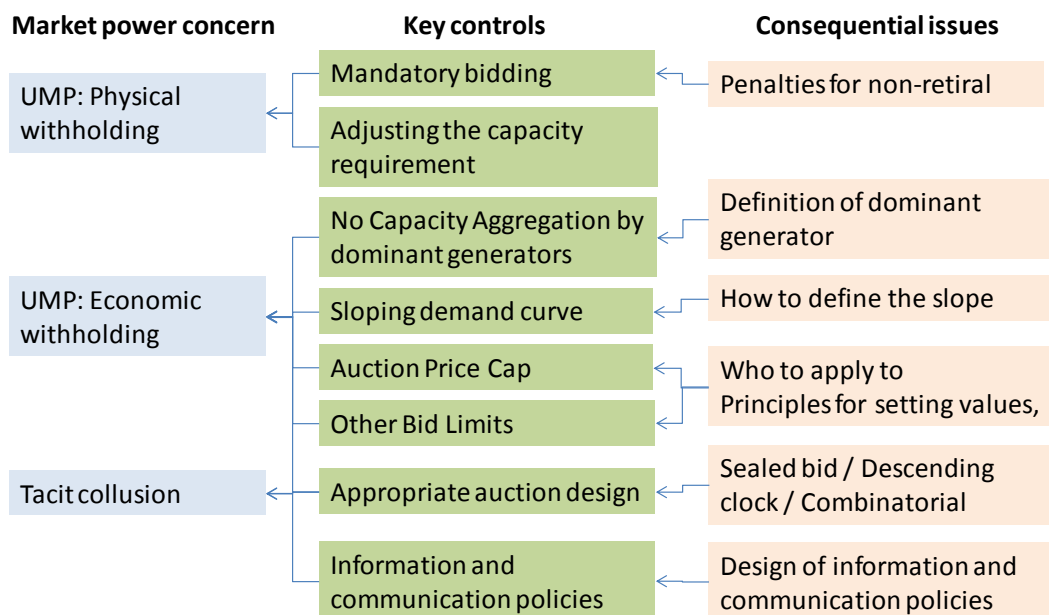 Market power concern
Key controls
Consequential issues
UMP: Physical
withholding
Mandatory bidding
Penalties for non-retiral
Adjusting the capacity
requirement
No Capacity Aggregation by
dominant generators
Definition of dominant
generator
UMP: Economic
withholding
Sloping demand curve
How to define the slope
Auction Price Cap
Other Bid Limits
Who to apply to
Principles for setting values,
Tacit collusion
Appropriate auction design
Sealed bid / Descending
clock / Combinatorial
Information and
communication policies
Design of information and
communication policies